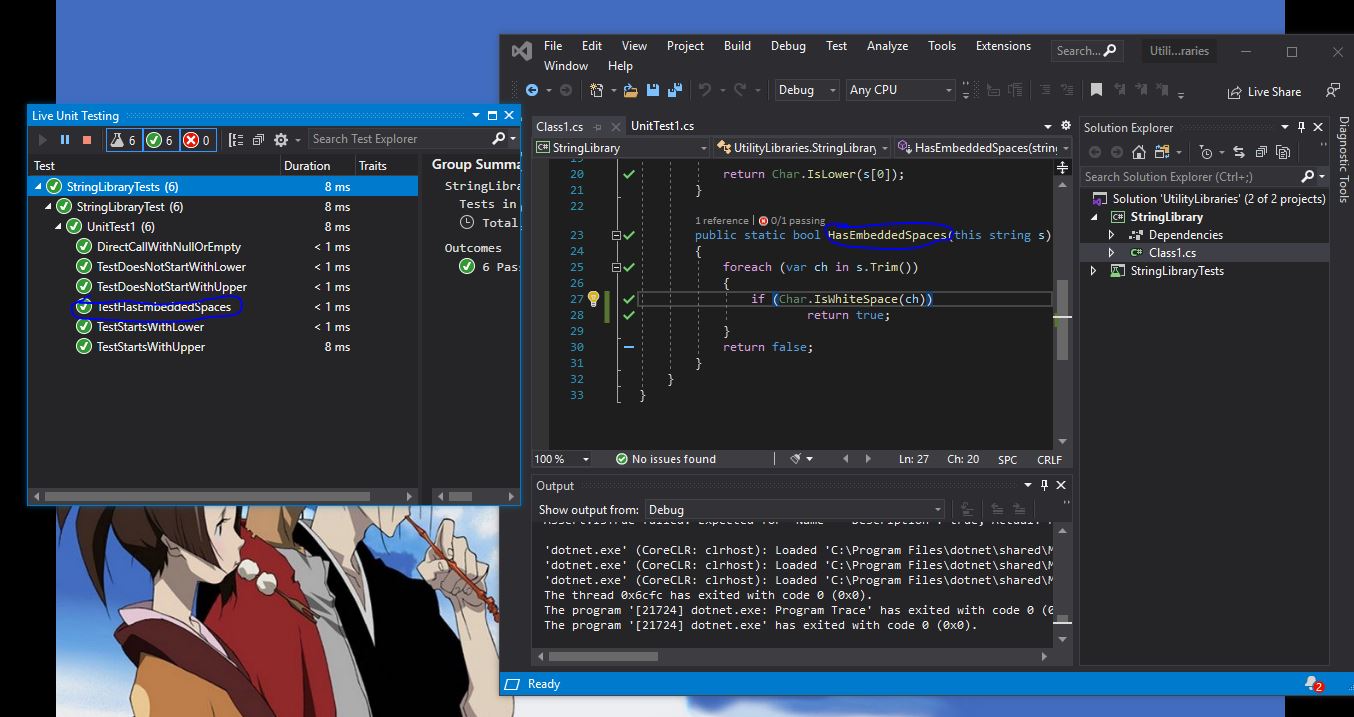 File Edit View Project Build Debug Test Analyze Tools Extensions Search... Utili...raries
Window Help
Debug Any CPU Live Share
Live Unit Testing
6 6 0 Search Test Explorer
Test Duration Traits
StringLibraryTests (6) 8 ms
StringLibraryTest (6) 8 ms
UnitTest1 (6) 8 ms
DirectCallWithNullOrEmpty < 1 ms
TestDoesNotStartWithLower < 1 ms
TestDoesNotStartWithUpper < 1 ms
TestHasEmbeddedSpaces < 1 ms
TestStartsWithLower < 1 ms
TestStartsWithUpper 8 ms
Group Summa
StringLibra
Tests in
Total
Outcomes
6 Pas
Class1.cs UnitTest1.cs
C# StringLibrary UtilityLibraries.StringLibrary HasEmbeddedSpaces(string
20 return Char.IsLower(s[0]);
21 }
22
1 reference | 0/1 passing
23 public static bool HasEmbeddedSpaces(this string s)
24 {
25 foreach (var ch in s.Trim())
26 {
27 if (Char.IsWhiteSpace(ch))
28 return true;
29 }
30 return false;
31 }
32 }
33 }
100 % No issues found Ln: 27 Ch: 20 SPC CRLF
Output
Show output from: Debug
'dotnet.exe' (CoreCLR: clrhost): Loaded 'C:\Program Files\dotnet\shared\M
'dotnet.exe' (CoreCLR: clrhost): Loaded 'C:\Program Files\dotnet\shared\M
'dotnet.exe' (CoreCLR: clrhost): Loaded 'C:\Program Files\dotnet\shared\M
The thread 0x6cfc has exited with code 0 (0x0).
The program '[21724] dotnet.exe: Program Trace' has exited with code 0 (0
The program '[21724] dotnet.exe' has exited with code 0 (0x0).
Solution Explorer
Search Solution Explorer (Ctrl+;)
Solution 'UtilityLibraries' (2 of 2 projects)
C# StringLibrary
Dependencies
C# Class1.cs
StringLibraryTests
Diagnostic Tools
Ready 2